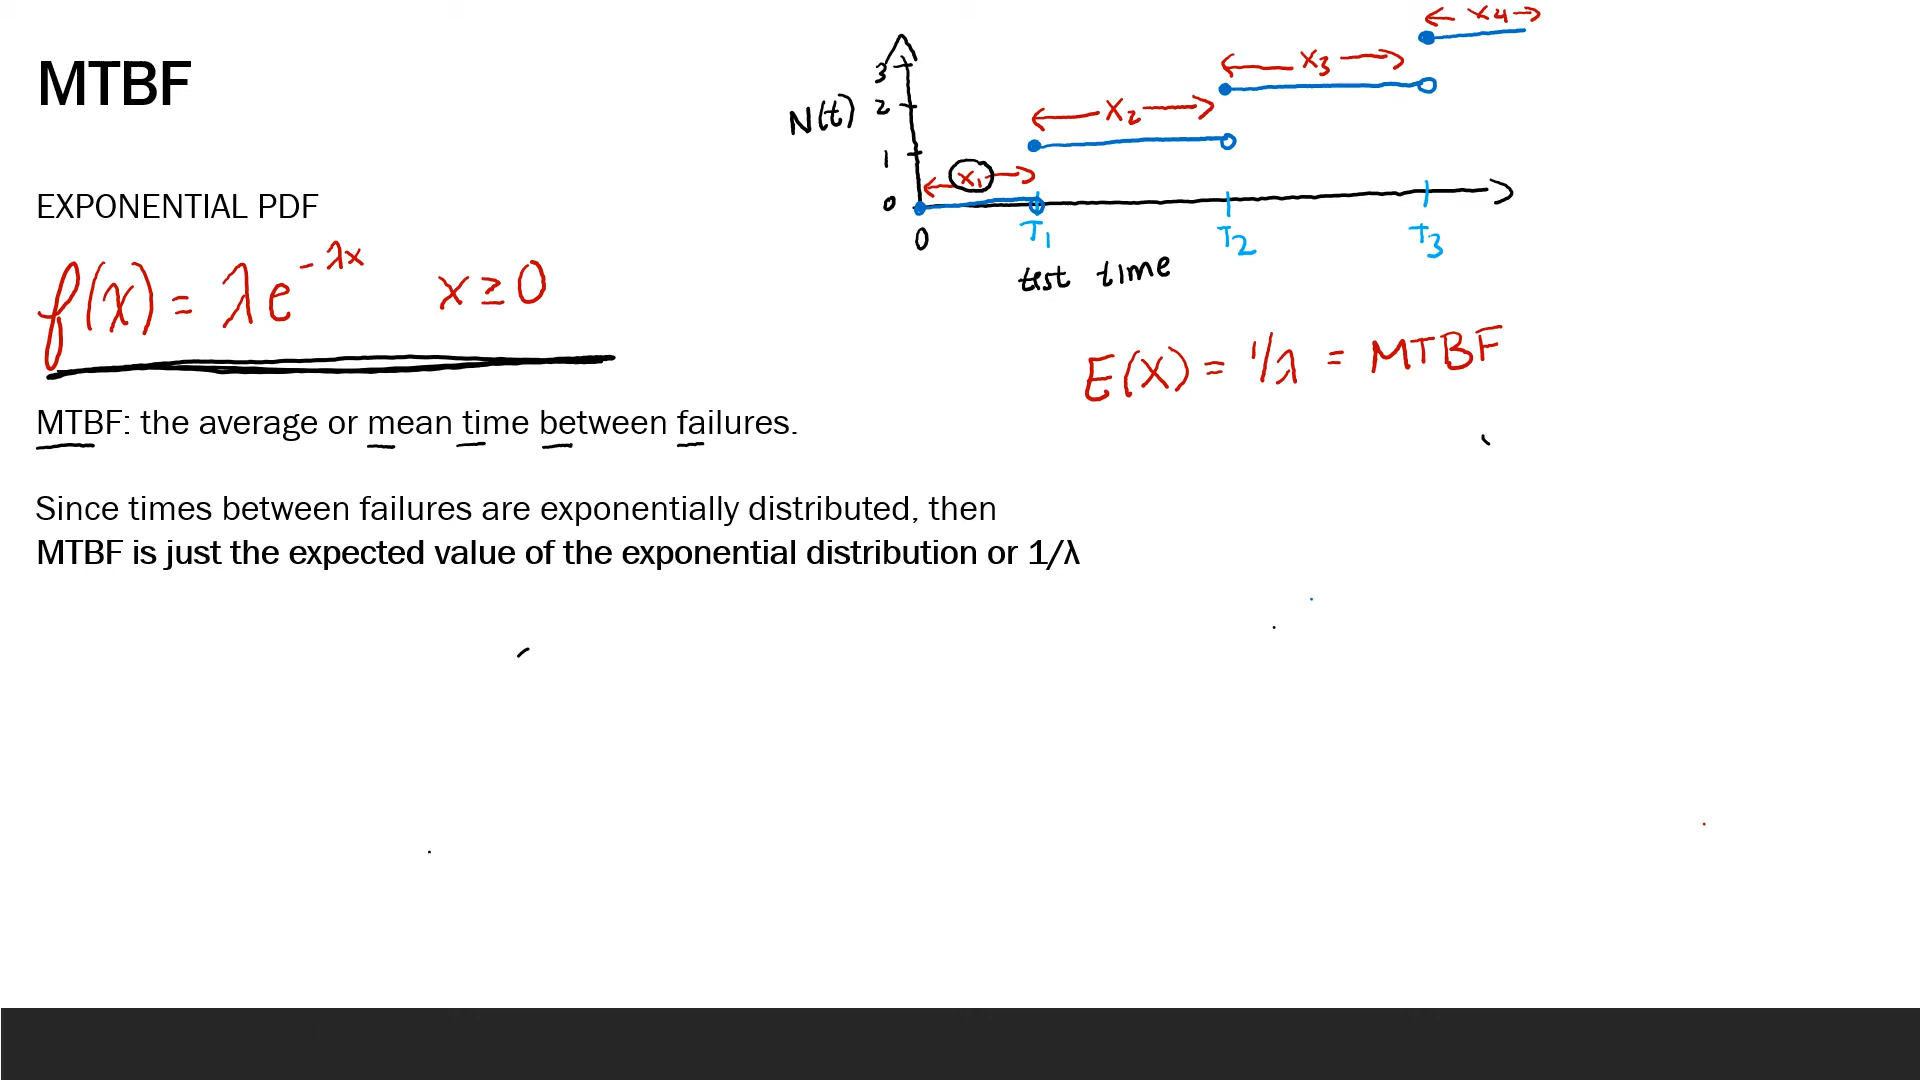 MTBF
EXPONENTIAL PDF
f(x) = λe^{-λx} x ≥ 0
MTBF: the average or mean time between failures.
Since times between failures are exponentially distributed, then
MTBF is just the expected value of the exponential distribution or 1/λ
x4
3 x3
N(t) 2 x2
1
x1
0
0 T1 T2 T3
test time
E(X) = 1/λ = MTBF